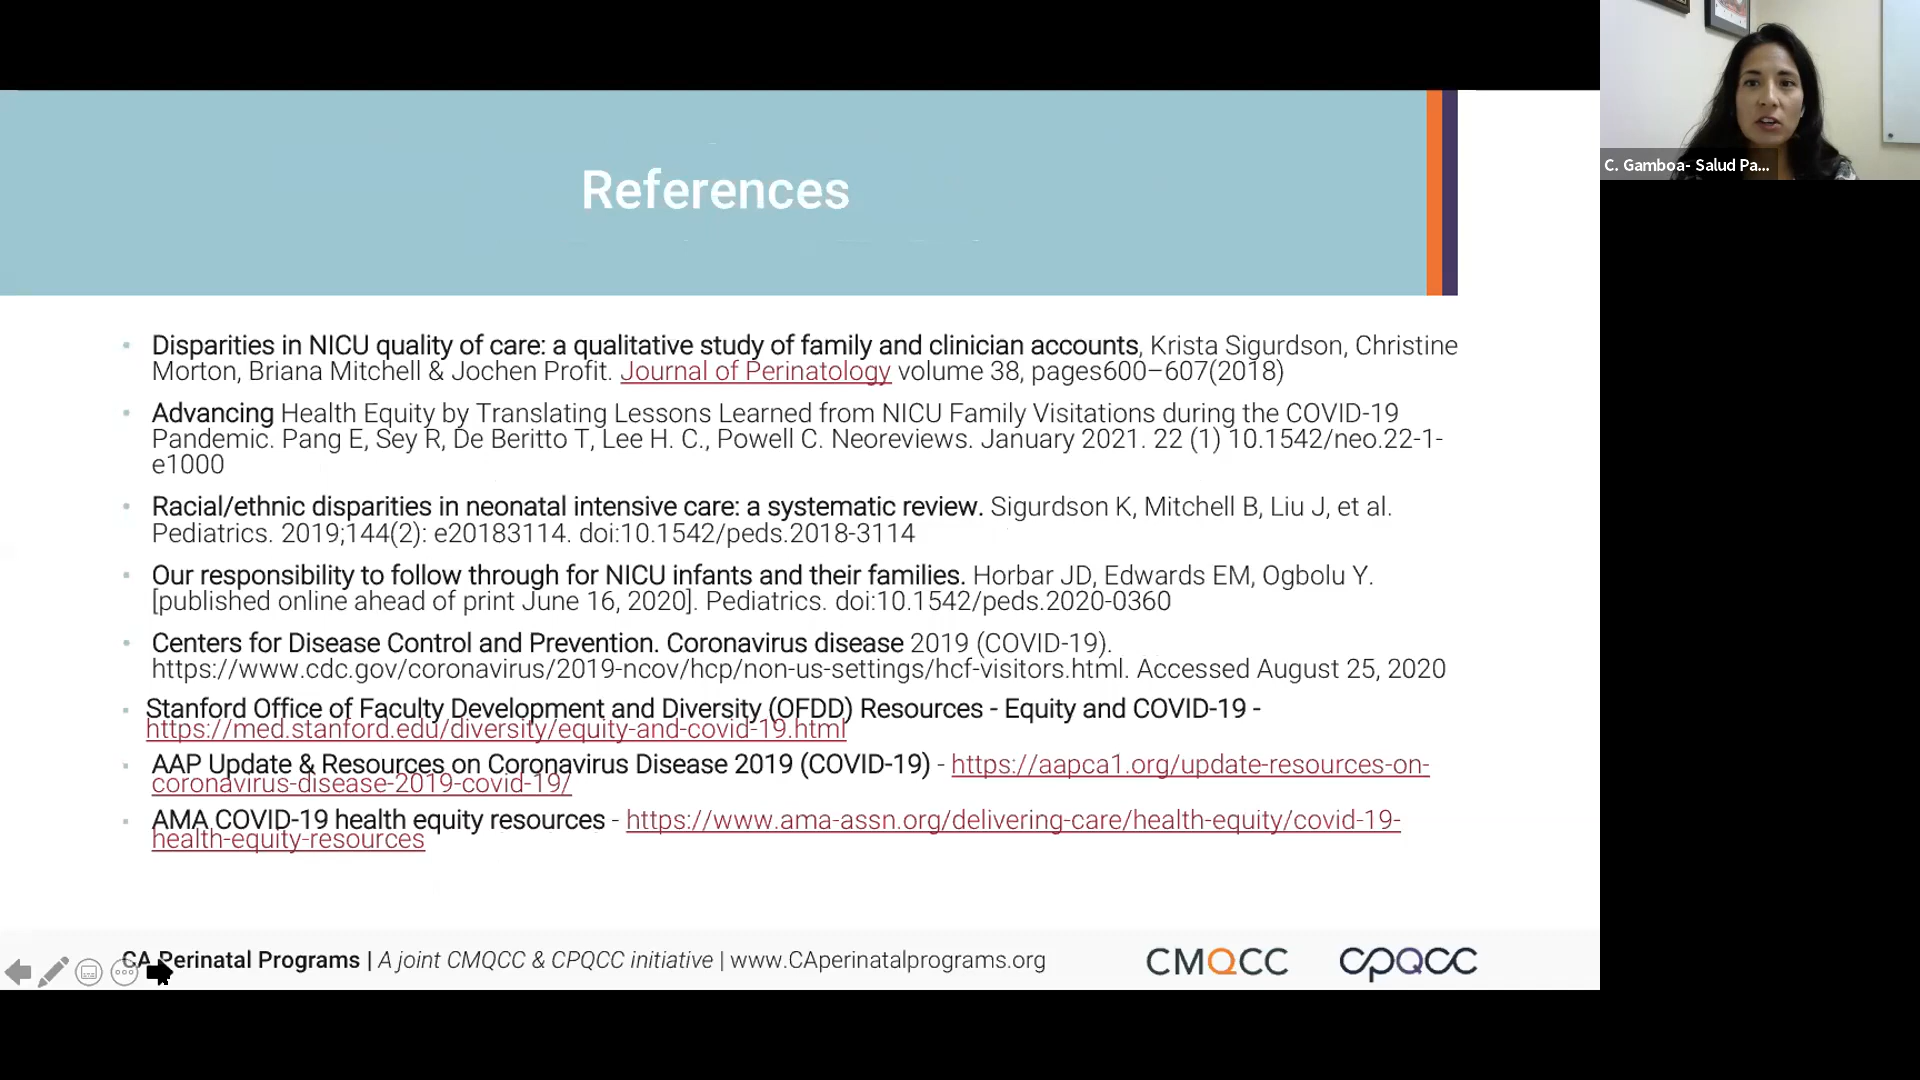 References
C. Gamboa- Salud Pa...
Disparities in NICU quality of care: a qualitative study of family and clinician accounts, Krista Sigurdson, Christine
Morton, Briana Mitchell & Jochen Profit. Journal of Perinatology volume 38, pages600–607(2018)
Advancing Health Equity by Translating Lessons Learned from NICU Family Visitations during the COVID-19
Pandemic. Pang E, Sey R, De Beritto T, Lee H. C., Powell C. Neoreviews. January 2021. 22 (1) 10.1542/neo.22-1-
e1000
Racial/ethnic disparities in neonatal intensive care: a systematic review. Sigurdson K, Mitchell B, Liu J, et al.
Pediatrics. 2019;144(2): e20183114. doi:10.1542/peds.2018-3114
Our responsibility to follow through for NICU infants and their families. Horbar JD, Edwards EM, Ogbolu Y.
[published online ahead of print June 16, 2020]. Pediatrics. doi:10.1542/peds.2020-0360
Centers for Disease Control and Prevention. Coronavirus disease 2019 (COVID-19).
https://www.cdc.gov/coronavirus/2019-ncov/hcp/non-us-settings/hcf-visitors.html. Accessed August 25, 2020
Stanford Office of Faculty Development and Diversity (OFDD) Resources - Equity and COVID-19 -
https://med.stanford.edu/diversity/equity-and-covid-19.html
AAP Update & Resources on Coronavirus Disease 2019 (COVID-19) - https://aapca1.org/update-resources-on-
coronavirus-disease-2019-covid-19/
AMA COVID-19 health equity resources - https://www.ama-assn.org/delivering-care/health-equity/covid-19-
health-equity-resources
CA Perinatal Programs | A joint CMQCC & CPQCC initiative | www.CAperinatalprograms.org
CMQCC
CPQCC